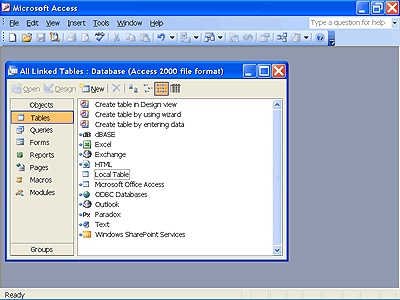 Microsoft Access
File Edit View Insert Tools Window Help Type a question for help
All Linked Tables : Database (Access 2000 file format)
Open Design New
Objects
Tables
Queries
Forms
Reports
Pages
Macros
Modules
Groups
Create table in Design view
Create table by using wizard
Create table by entering data
dB dBASE
Excel
Exchange
HTML
Local Table
Microsoft Office Access
ODBC Databases
Outlook
Px Paradox
Text
Windows SharePoint Services
Ready